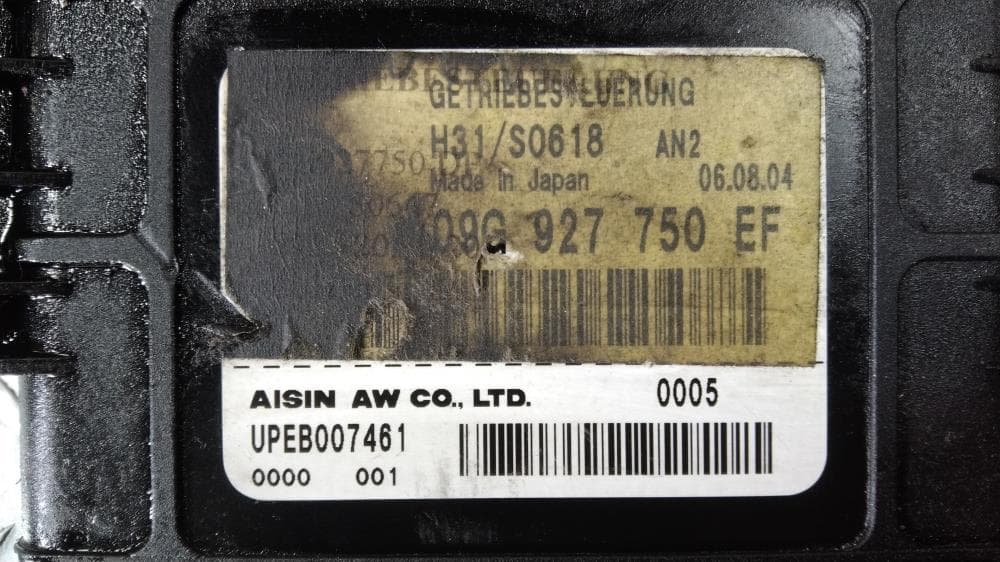 GETRIEBESTEUERUNG
H31/S0618 AN2
Made in Japan 06.08.04
09G 927 750 EF
AISIN AW CO., LTD. 0005
UPEB007461
0000 001